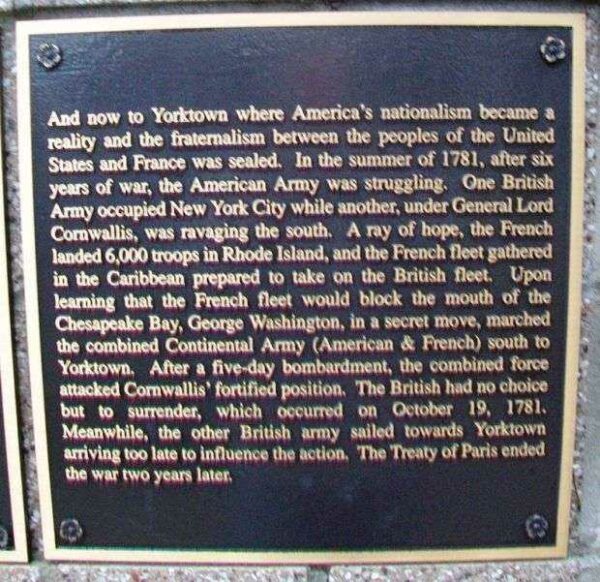 And now to Yorktown where America's nationalism became a
reality and the fraternalism between the peoples of the United
States and France was sealed. In the summer of 1781, after six
years of war, the American Army was struggling. One British
Army occupied New York City while another, under General Lord
Cornwallis, was ravaging the south. A ray of hope, the French
landed 6,000 troops in Rhode Island, and the French fleet gathered
in the Caribbean prepared to take on the British fleet. Upon
learning that the French fleet would block the mouth of the
Chesapeake Bay, George Washington, in a secret move, marched
the combined Continental Army (American & French) south to
Yorktown. After a five-day bombardment, the combined force
attacked Cornwallis' fortified position. The British had no choice
but to surrender, which occurred on October 19, 1781.
Meanwhile, the other British army sailed towards Yorktown
arriving too late to influence the action. The Treaty of Paris ended
the war two years later.